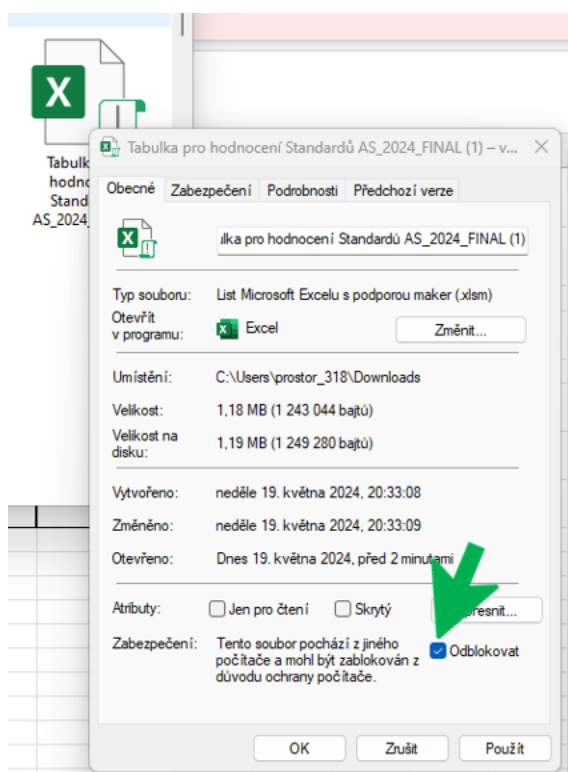 X
Tabulk
hodno
Stand
AS_2024_
Tabulka pro hodnocení Standardů AS_2024_FINAL (1) – v...
Obecné Zabezpečení Podrobnosti Předchozí verze
ılka pro hodnocení Standardů AS_2024_FINAL (1)
Typ souboru: List Microsoft Excelu s podporou maker (.xlsm)
Otevřít
v programu: Excel Změnit...
Umístění: C:\Users\prostor_318\Downloads
Velikost: 1,18 MB (1 243 044 bajtů)
Velikost na
disku: 1,19 MB (1 249 280 bajtů)
Vytvořeno: neděle 19. května 2024, 20:33:08
Změněno: neděle 19. května 2024, 20:33:09
Otevřeno: Dnes 19. května 2024, před 2 minutami
Atributy: Jen pro čtení Skrytý řesnit...
Zabezpečení: Tento soubor pochází z jiného
počítače a mohl být zablokován z
důvodu ochrany počítače.
Odblokovat
OK Zrušit Použít